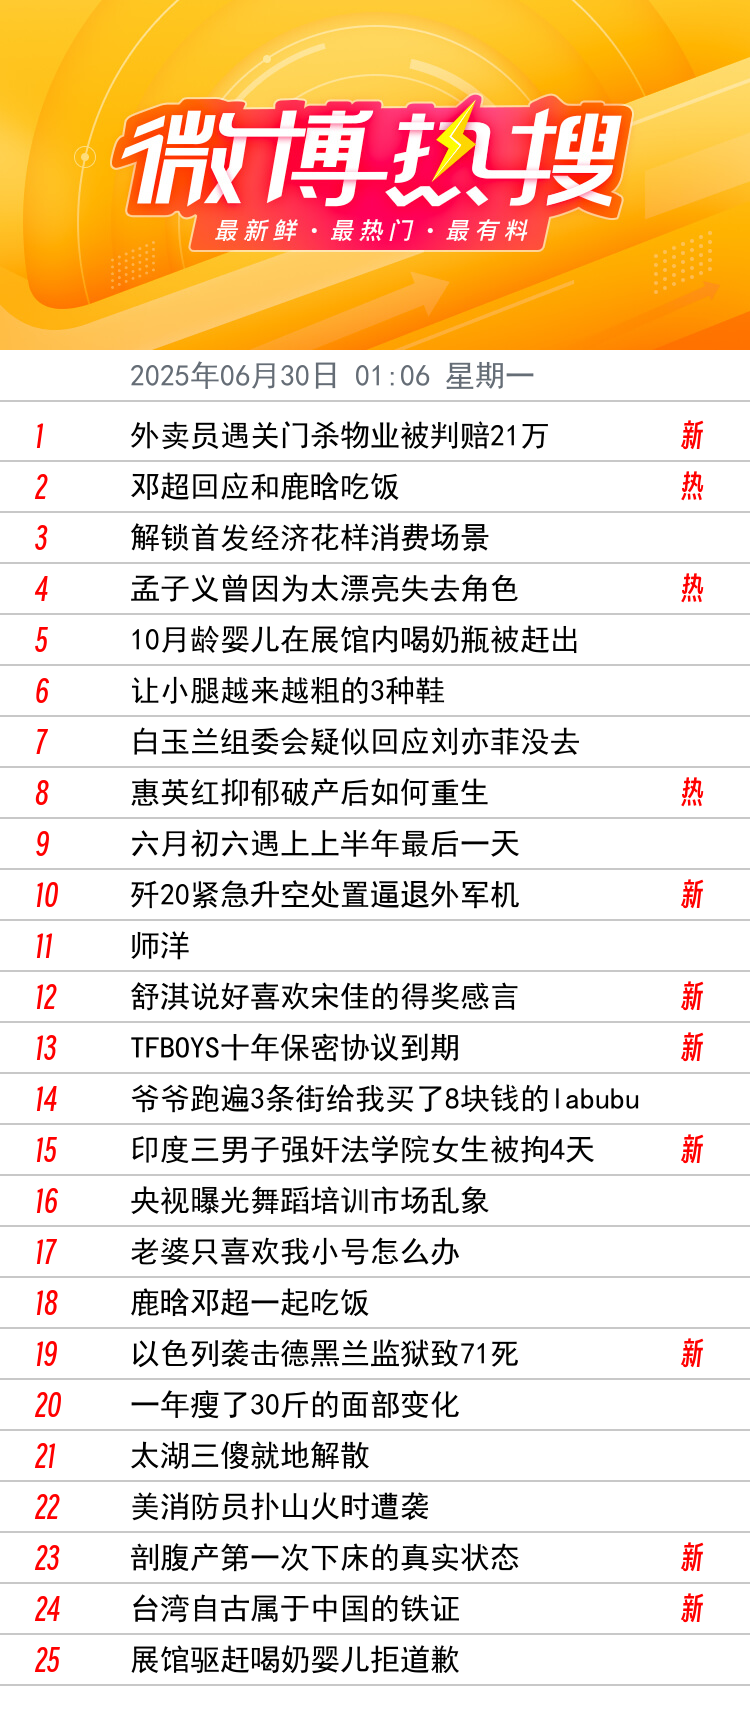 微博热搜
最新鲜·最热门·最有料
2025年06月30日 01:06 星期一
1 外卖员遇关门杀物业被判赔21万 新
2 邓超回应和鹿晗吃饭 热
3 解锁首发经济花样消费场景
4 孟子义曾因为太漂亮失去角色 热
5 10月龄婴儿在展馆内喝奶瓶被赶出
6 让小腿越来越粗的3种鞋
7 白玉兰组委会疑似回应刘亦菲没去
8 惠英红抑郁破产后如何重生 热
9 六月初六遇上上半年最后一天
10 歼20紧急升空处置逼退外军机 新
11 师洋
12 舒淇说好喜欢宋佳的得奖感言 新
13 TFBOYS十年保密协议到期 新
14 爷爷跑遍3条街给我买了8块钱的labubu
15 印度三男子强奸法学院女生被拘4天 新
16 央视曝光舞蹈培训市场乱象
17 老婆只喜欢我小号怎么办
18 鹿晗邓超一起吃饭
19 以色列袭击德黑兰监狱致71死 新
20 一年瘦了30斤的面部变化
21 太湖三傻就地解散
22 美消防员扑山火时遭袭
23 剖腹产第一次下床的真实状态 新
24 台湾自古属于中国的铁证 新
25 展馆驱赶喝奶婴儿拒道歉